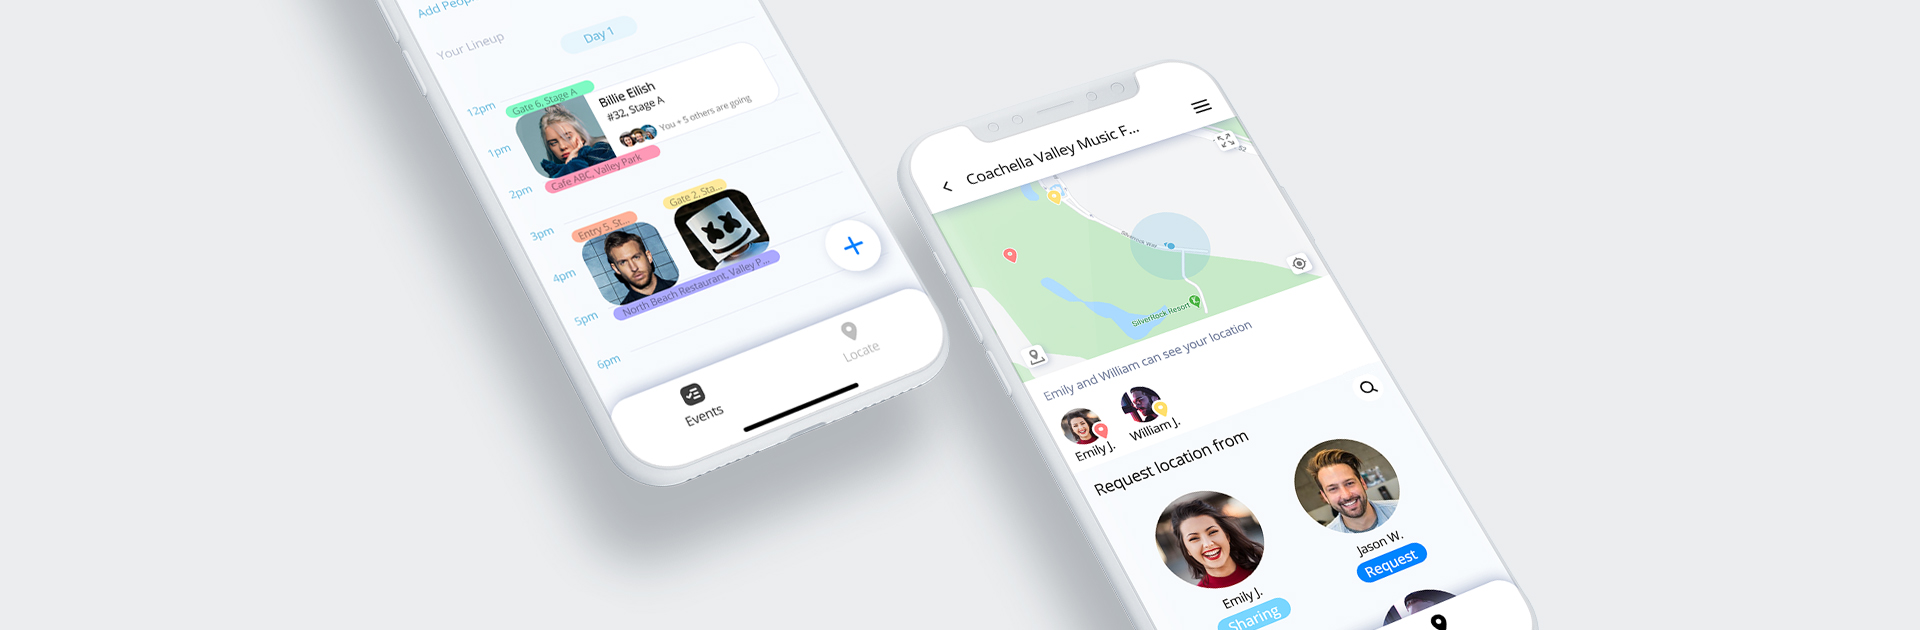 Add Peop
Your Lineup
Day 1
12pm
Gate 6, Stage A
Billie Eilish
#32, Stage A
You + 5 others are going
1pm
2pm
Cafe ABC, Valley Park
3pm
Entry 5, St...
Gate 2, Sta...
4pm
North Beach Restaurant, Valley P...
5pm
6pm
Events
Locate
Coachella Valley Music F...
SilverRock Way
SilverRock Resort
Emily and William can see your location
Emily J.
William J.
Request location from
Emily J.
Sharing
Jason W.
Request